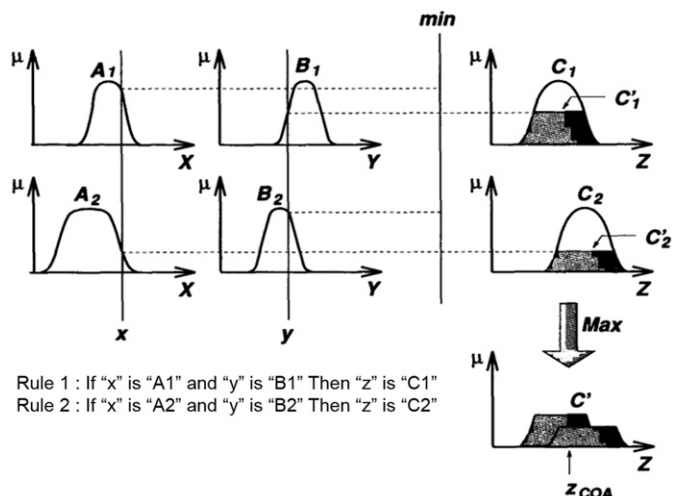 min
μ A1 X
μ B1 Y
μ C1 C'1 Z
μ A2 X
μ B2 Y
μ C2 C'2 Z
x
y
Max
Rule 1 : If “x” is “A1” and “y” is “B1” Then “z” is “C1”
Rule 2 : If “x” is “A2” and “y” is “B2” Then “z” is “C2”
μ C' Z
zCOA